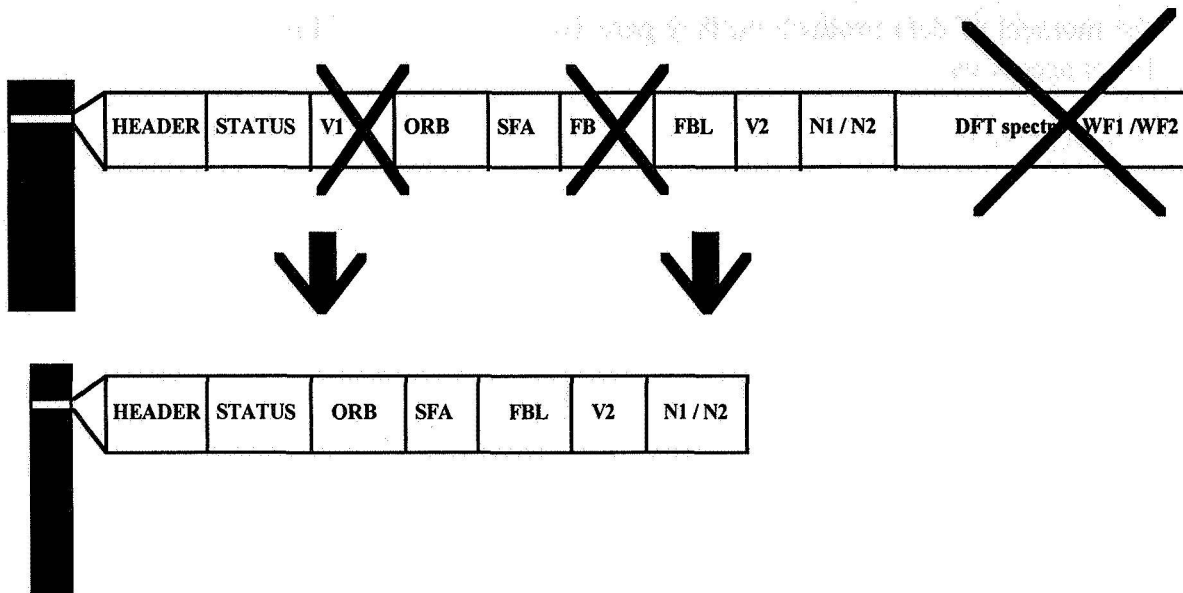 HEADER STATUS V1 ORB SFA FB FBL V2 N1 / N2 DFT WF1 /WF2
HEADER STATUS ORB SFA FBL V2 N1 / N2